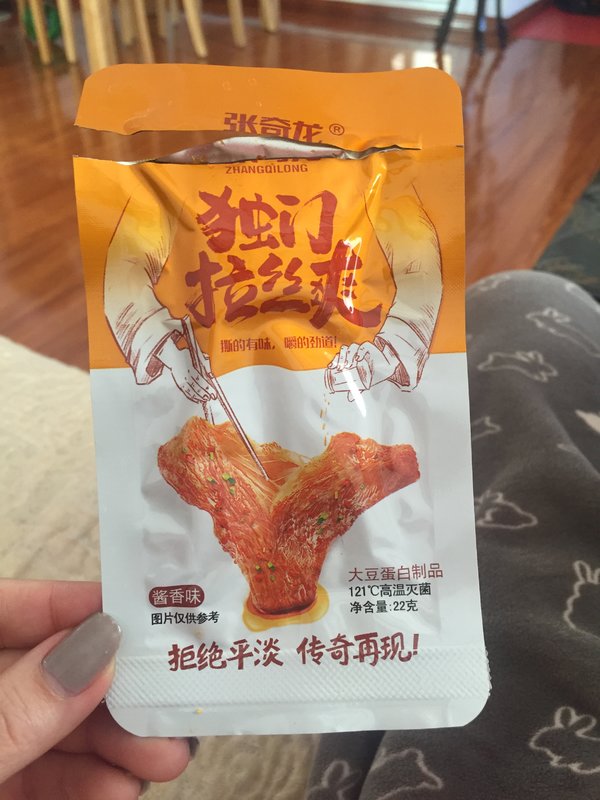 张奇龙®
ZHANGQILONG
独门
拉丝爽
撕的有味，嚼的劲道!
大豆蛋白制品
121℃高温灭菌
净含量:22克
酱香味
图片仅供参考
拒绝平淡 传奇再现!